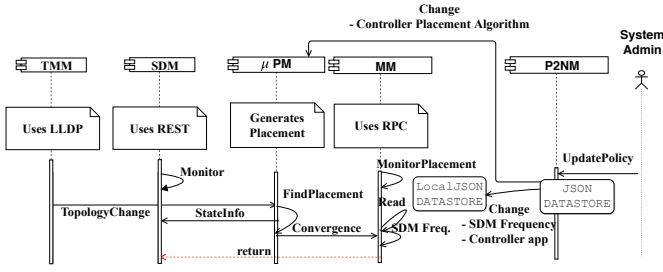 Change
- Controller Placement Algorithm
System
Admin
TMM
SDM
μ PM
MM
P2NM
Uses LLDP
Uses REST
Generates
Placement
Uses RPC
Monitor
MonitorPlacement
UpdatePolicy
FindPlacement
Read
LocalJSON
DATASTORE
JSON
DATASTORE
TopologyChange
StateInfo
Change
- SDM Frequency
- Controller app
Convergence
SDM Freq.
return